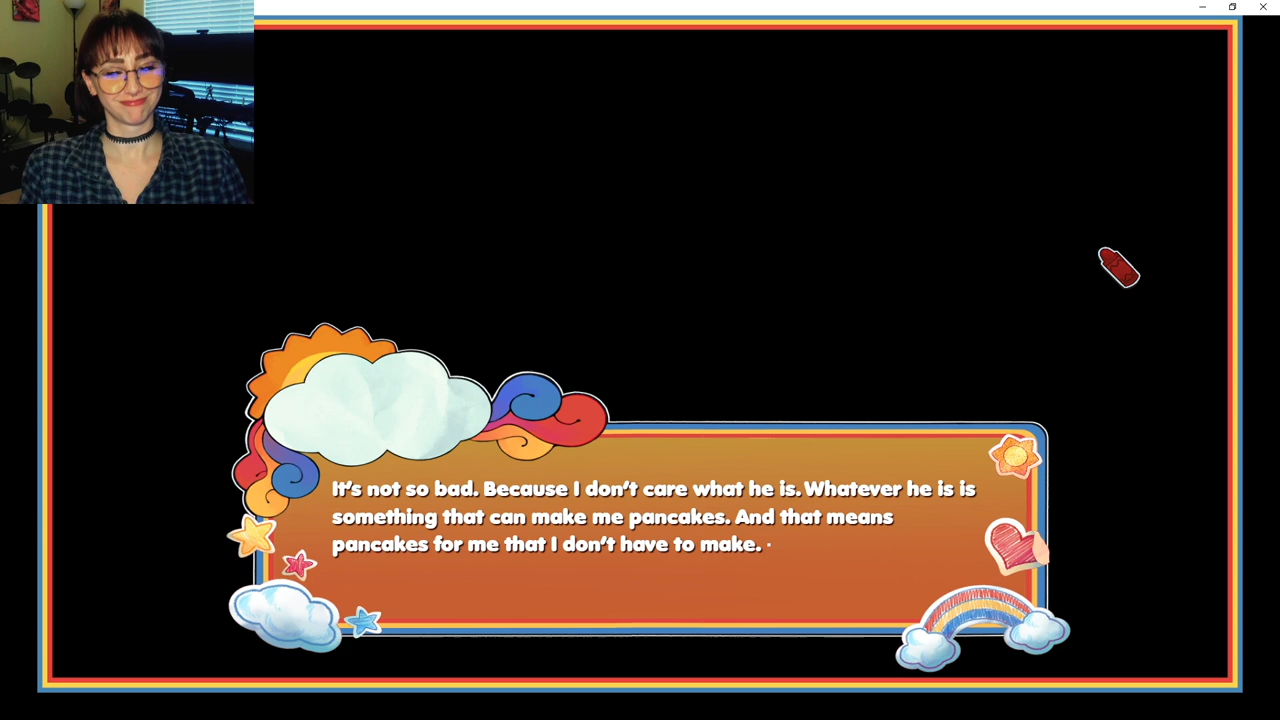 It's not so bad. Because I don't care what he is. Whatever he is is
something that can make me pancakes. And that means
pancakes for me that I don't have to make.